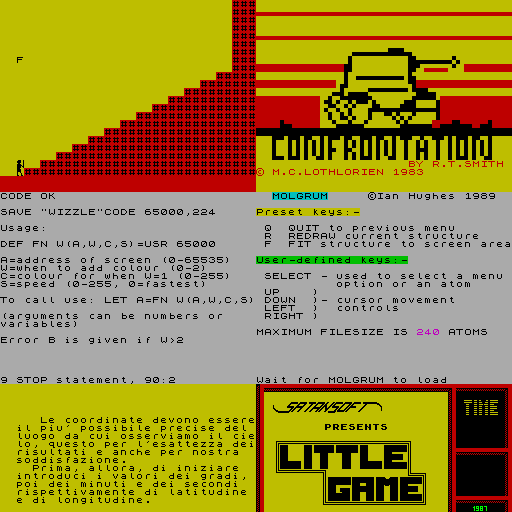 F
CONFRONTATION
BY R.T.SMITH
© M.C.LOTHLORIEN 1983
CODE OK
SAVE "WIZZLE"CODE 65000,224
Usage:
DEF FN W(A,W,C,S)=USR 65000
A=address of screen (0-65535)
W=when to add colour (0-2)
C=colour for when W=1 (0-255)
S=speed (0-255, 0=fastest)
To call use: LET A=FN W(A,W,C,S)
(arguments can be numbers or
variables)
Error B is given if W>2
9 STOP statement, 90:2
MOLGRUM ©Ian Hughes 1989
Preset keys:-
Q QUIT to previous menu
R REDRAW current structure
F FIT structure to screen area
User-defined keys:-
SELECT - used to select a menu
option or an atom
UP )
DOWN )- cursor movement
LEFT ) controls
RIGHT )
MAXIMUM FILESIZE IS 240 ATOMS
Wait for MOLGRUM to load
Le coordinate devono essere
il piu' possibile precise del
luogo da cui osserviamo il cie
lo, questo per l'esattezza dei
risultati e anche per nostra
soddisfazione.
Prima, allora, di iniziare
introduci i valori dei gradi,
poi dei minuti e dei secondi
rispettivamente di latitudine
e di longitudine.
SATANSOFT
PRESENTS
LITTLE
GAME
TIME
1987